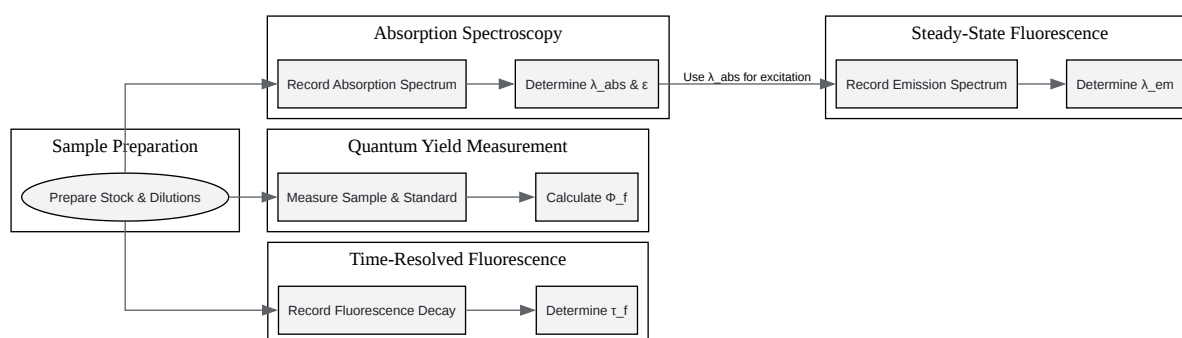 Absorption Spectroscopy
Record Absorption Spectrum
Determine λ_abs & ε
Use λ_abs for excitation
Steady-State Fluorescence
Record Emission Spectrum
Determine λ_em
Sample Preparation
Prepare Stock & Dilutions
Quantum Yield Measurement
Measure Sample & Standard
Calculate Φ_f
Time-Resolved Fluorescence
Record Fluorescence Decay
Determine τ_f